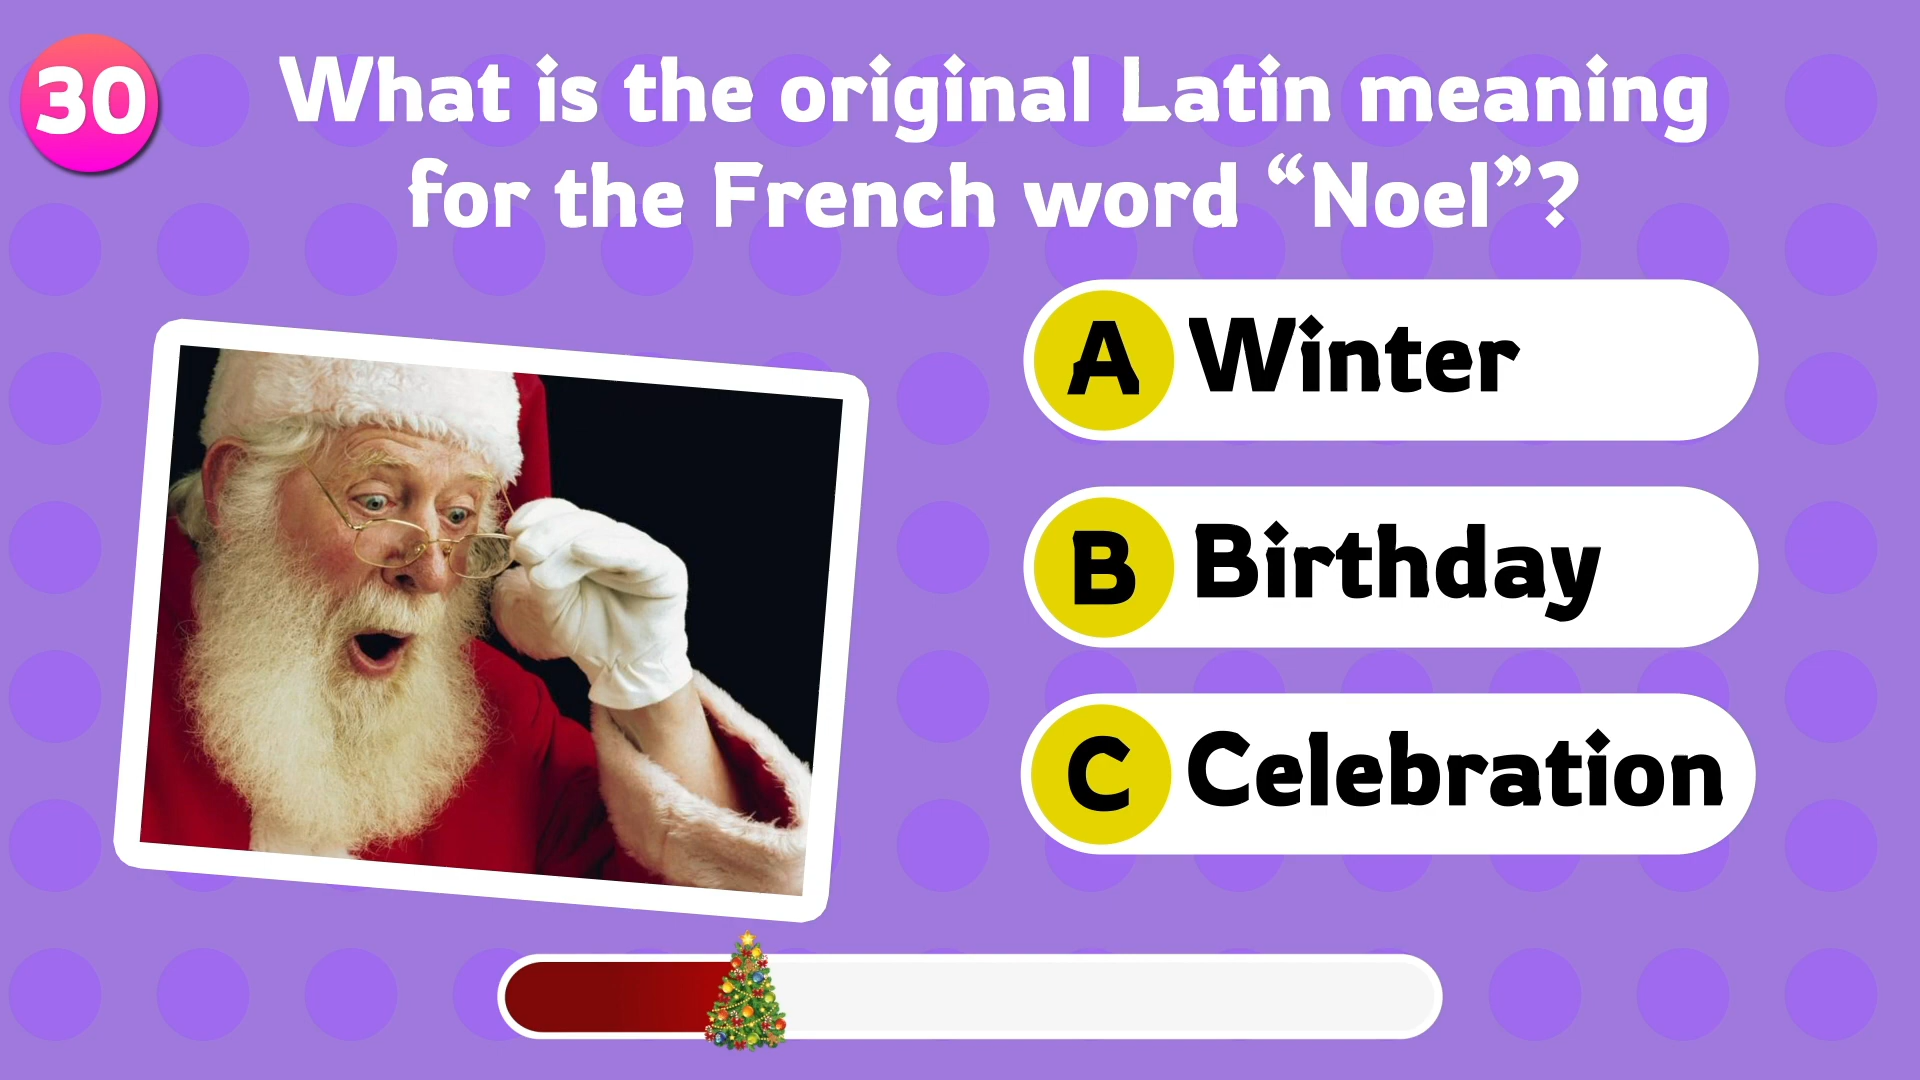 30
What is the original Latin meaning
for the French word “Noel”?
A Winter
B Birthday
C Celebration